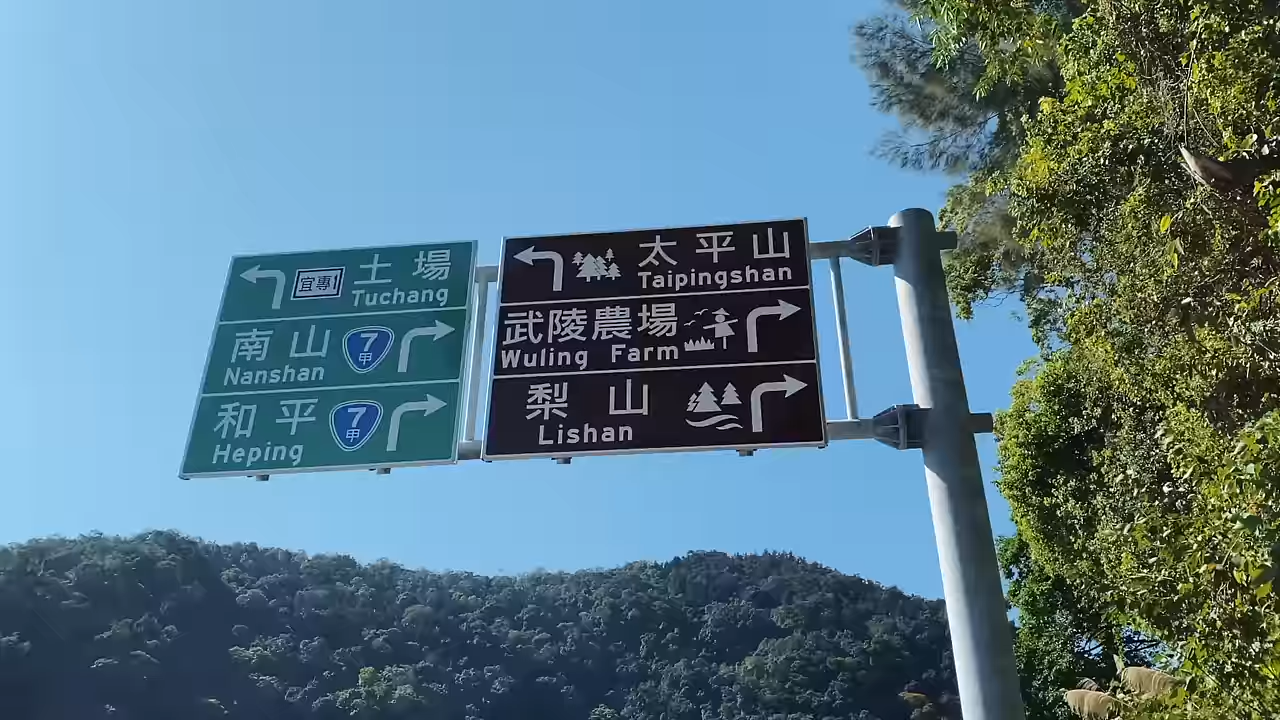 宜專1 土場
Tuchang
南山 7甲
Nanshan
和平 7甲
Heping
太平山
Taipingshan
武陵農場
Wuling Farm
梨山
Lishan